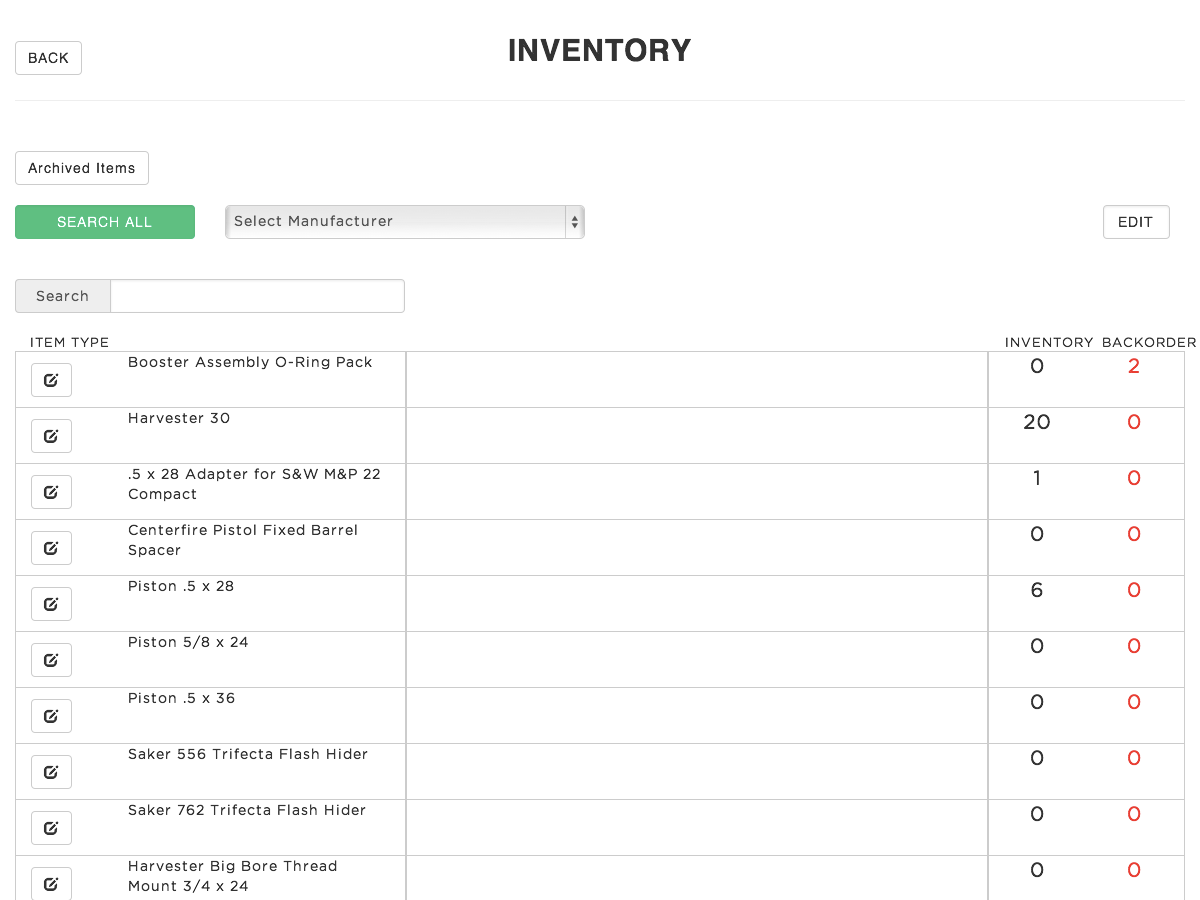 BACK
INVENTORY
Archived Items
SEARCH ALL
Select Manufacturer
EDIT
Search
ITEM TYPE INVENTORY BACKORDER
Booster Assembly O-Ring Pack 0 2
Harvester 30 20 0
.5 x 28 Adapter for S&W M&P 22 1 0
Compact
Centerfire Pistol Fixed Barrel 0 0
Spacer
Piston .5 x 28 6 0
Piston 5/8 x 24 0 0
Piston .5 x 36 0 0
Saker 556 Trifecta Flash Hider 0 0
Saker 762 Trifecta Flash Hider 0 0
Harvester Big Bore Thread 0 0
Mount 3/4 x 24